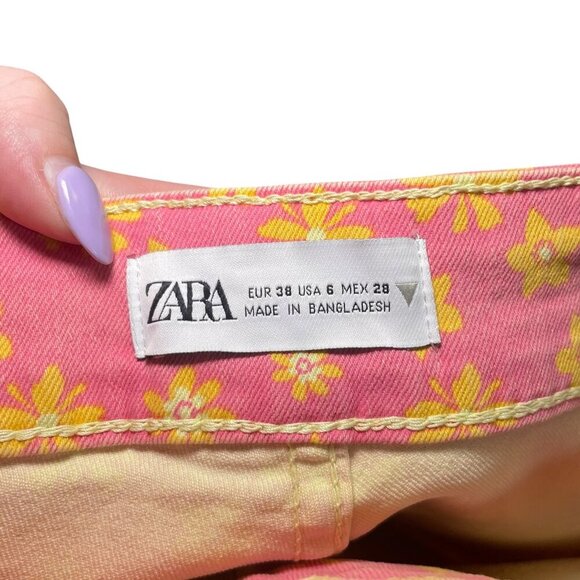 ZARA
EUR 38 USA 6 MEX 28
MADE IN BANGLADESH